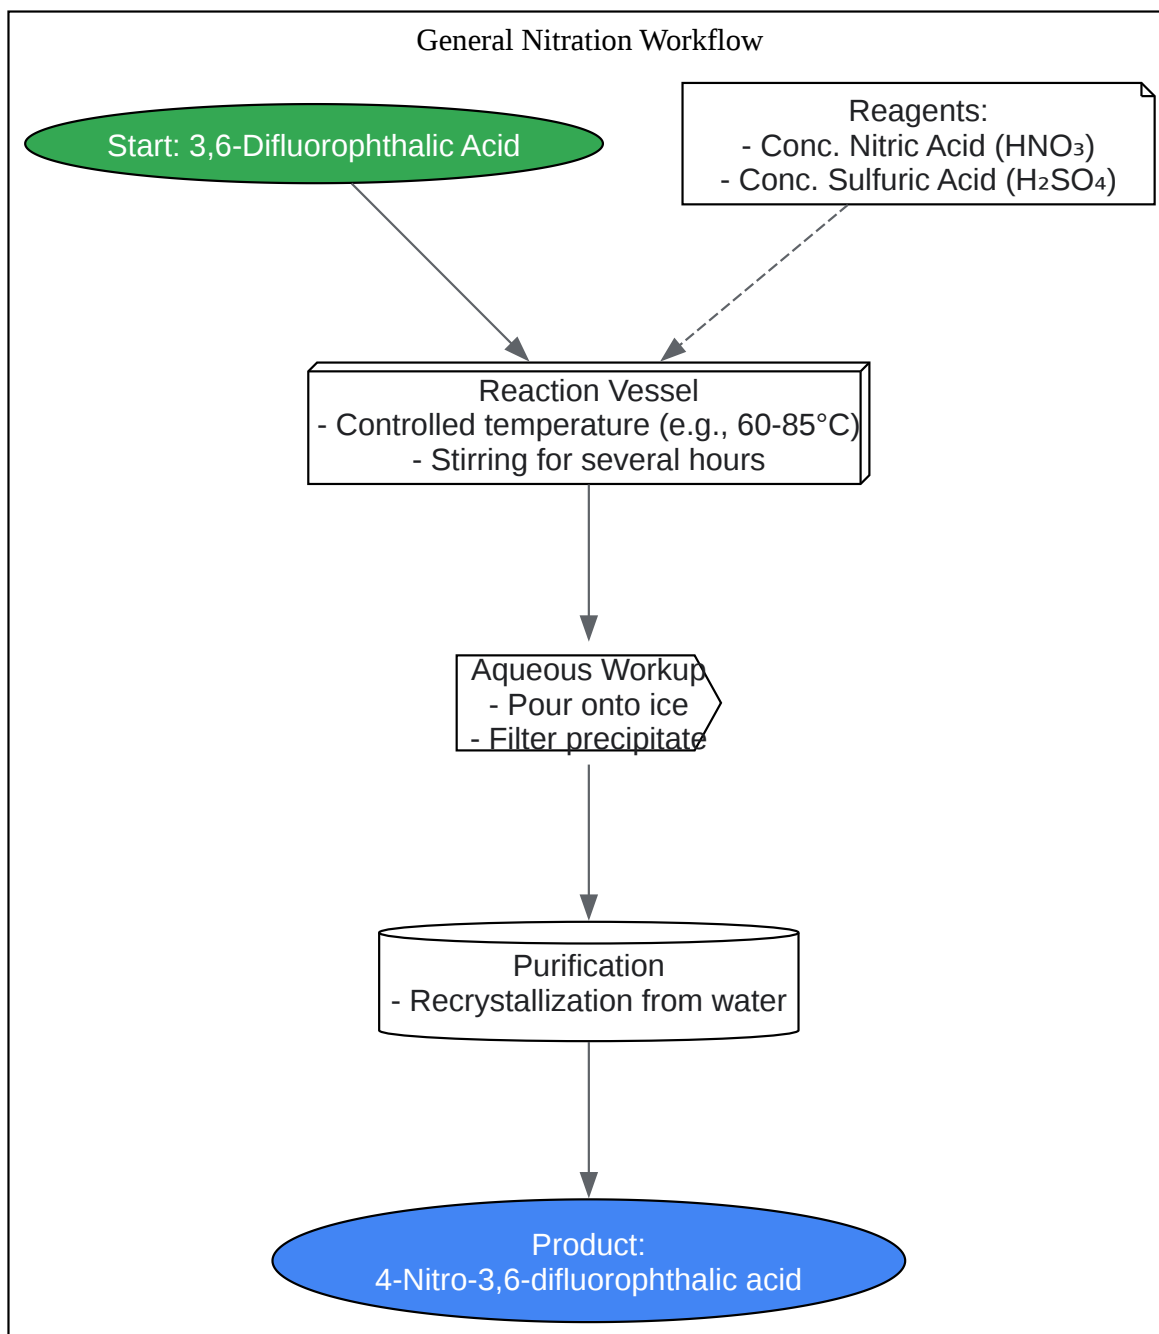 General Nitration Workflow
Start: 3,6-Difluorophthalic Acid
Reagents:
- Conc. Nitric Acid (HNO₃)
- Conc. Sulfuric Acid (H₂SO₄)
Reaction Vessel
- Controlled temperature (e.g., 60-85°C)
- Stirring for several hours
Aqueous Workup
- Pour onto ice
- Filter precipitate
Purification
- Recrystallization from water
Product:
4-Nitro-3,6-difluorophthalic acid